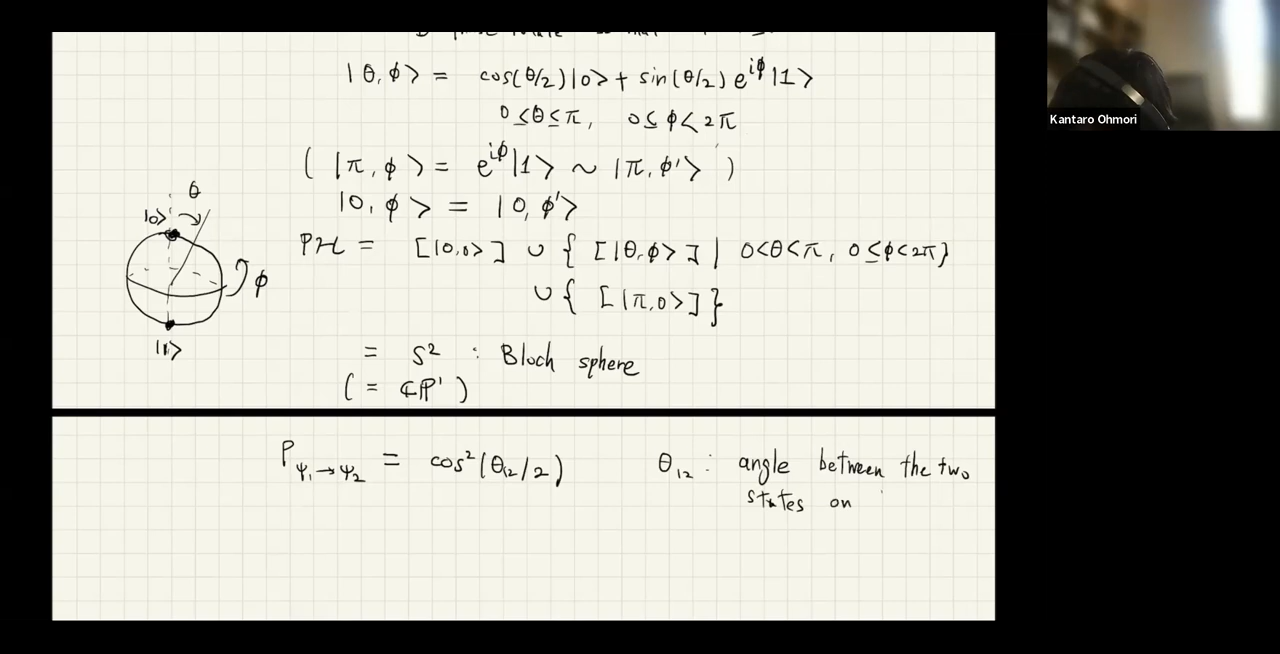 |θ,φ> = cos(θ/2)|0> + sin(θ/2) e^{iφ}|1>
0≤θ≤π, 0≤φ<2π
( |π,φ> = e^{iφ}|1> ~ |π,φ'> )
|0,φ> = |0,φ'>
θ
|0>
φ
|1>
PH = [|0,0>] ∪ { [|θ,φ>] | 0<θ<π, 0≤φ<2π}
∪ { [|π,0>] }
= S² : Bloch sphere
( = ℂP¹ )
P_{ψ₁→ψ₂} = cos²(θ₁₂/2) θ₁₂ : angle between the two
states on
Kantaro Ohmori